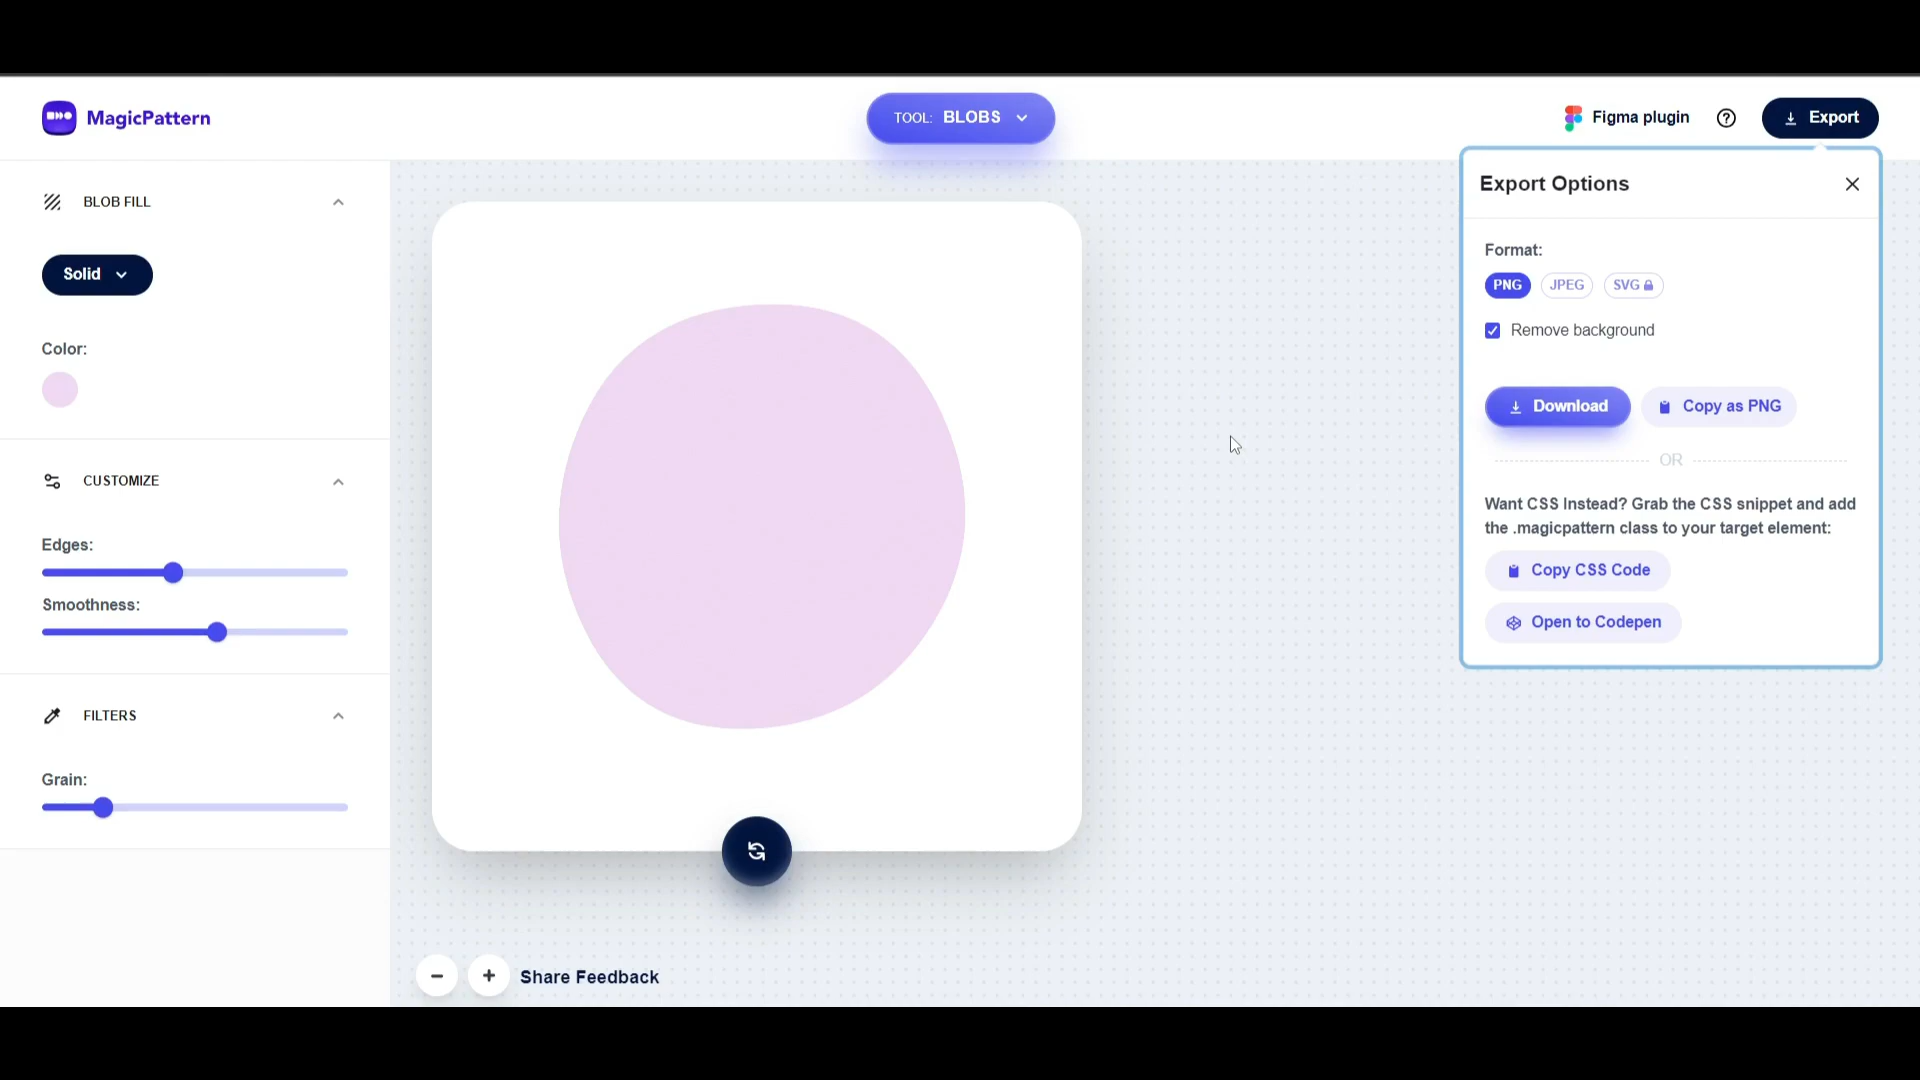 MagicPattern
TOOL: BLOBS
Figma plugin
Export
BLOB FILL
Solid
Color:
CUSTOMIZE
Edges:
Smoothness:
FILTERS
Grain:
Share Feedback
Export Options
Format:
PNG JPEG SVG
Remove background
Download Copy as PNG
OR
Want CSS Instead? Grab the CSS snippet and add
the .magicpattern class to your target element:
Copy CSS Code
Open to Codepen